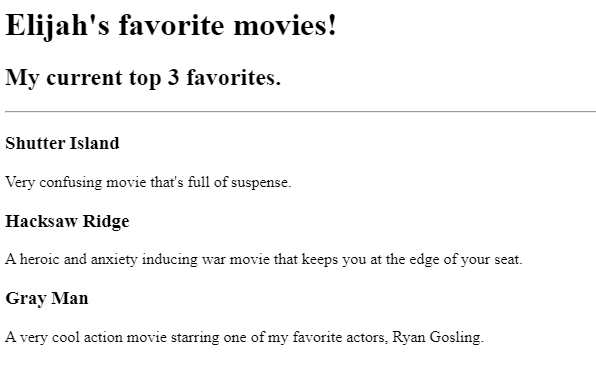 Elijah's favorite movies!
My current top 3 favorites.
Shutter Island
Very confusing movie that's full of suspense.
Hacksaw Ridge
A heroic and anxiety inducing war movie that keeps you at the edge of your seat.
Gray Man
A very cool action movie starring one of my favorite actors, Ryan Gosling.